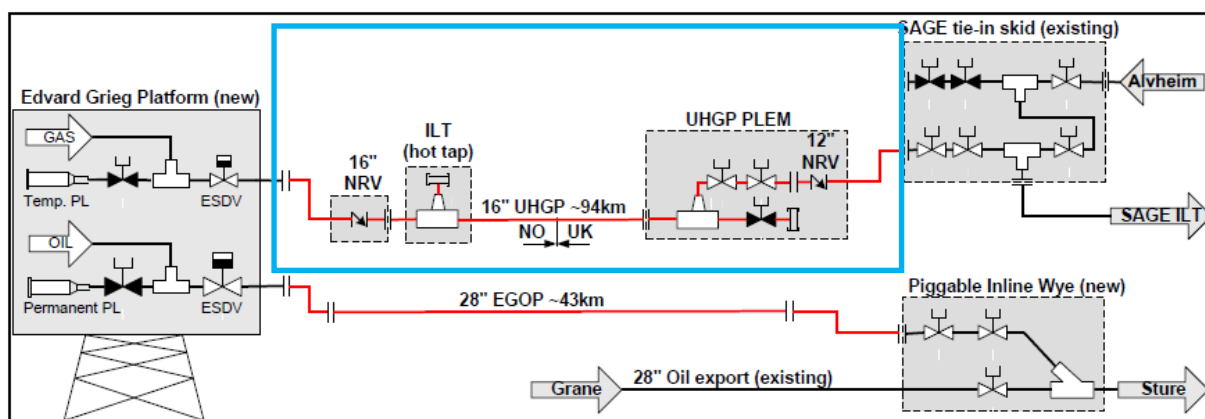 SAGE tie-in skid (existing)
Edvard Grieg Platform (new)
GAS
Temp. PL
ESDV
OIL
Permanent PL
ESDV
16"
NRV
ILT
(hot tap)
16" UHGP ~94km
NO
UK
UHGP PLEM
12"
NRV
Alvheim
SAGE ILT
28" EGOP ~43km
Piggable Inline Wye (new)
Grane
28" Oil export (existing)
Sture